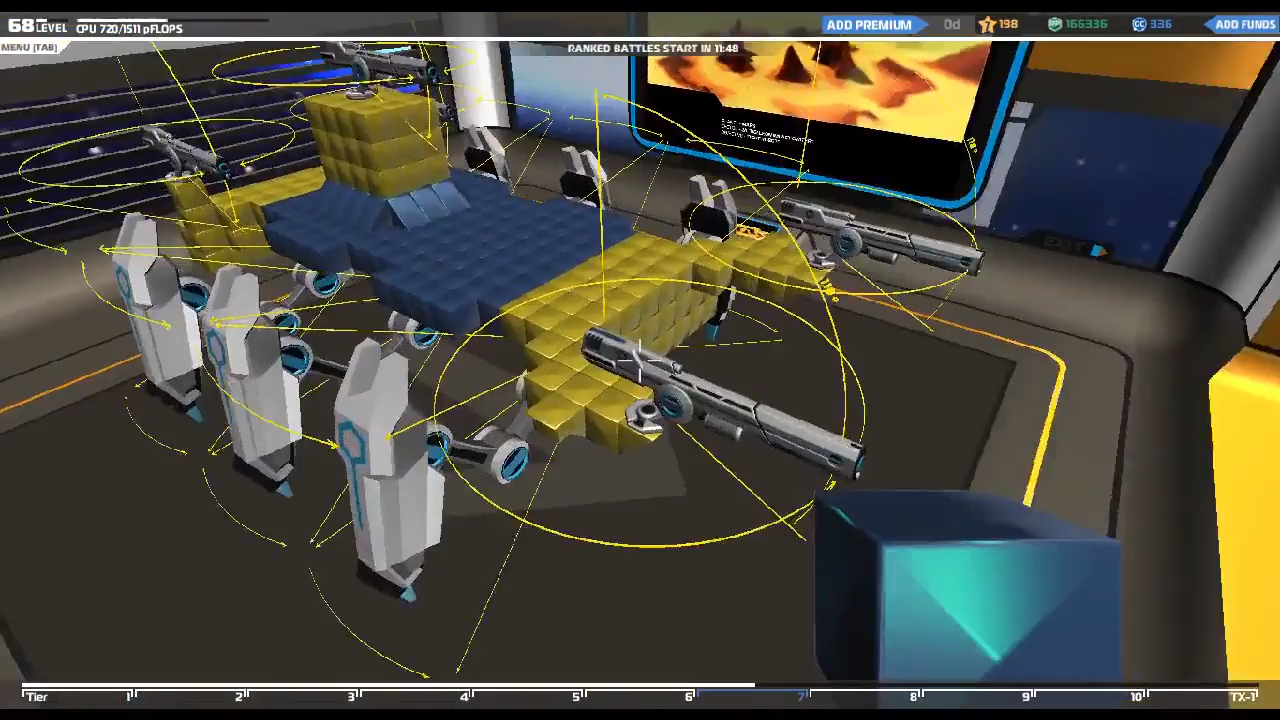 68 LEVEL CPU 720/1511 pFLOPS
ADD PREMIUM 0d 198 166336 336 ADD FUNDS
MENU [TAB]
RANKED BATTLES START IN 11:48
Tier 1 2 3 4 5 6 7 8 9 10 TX-1